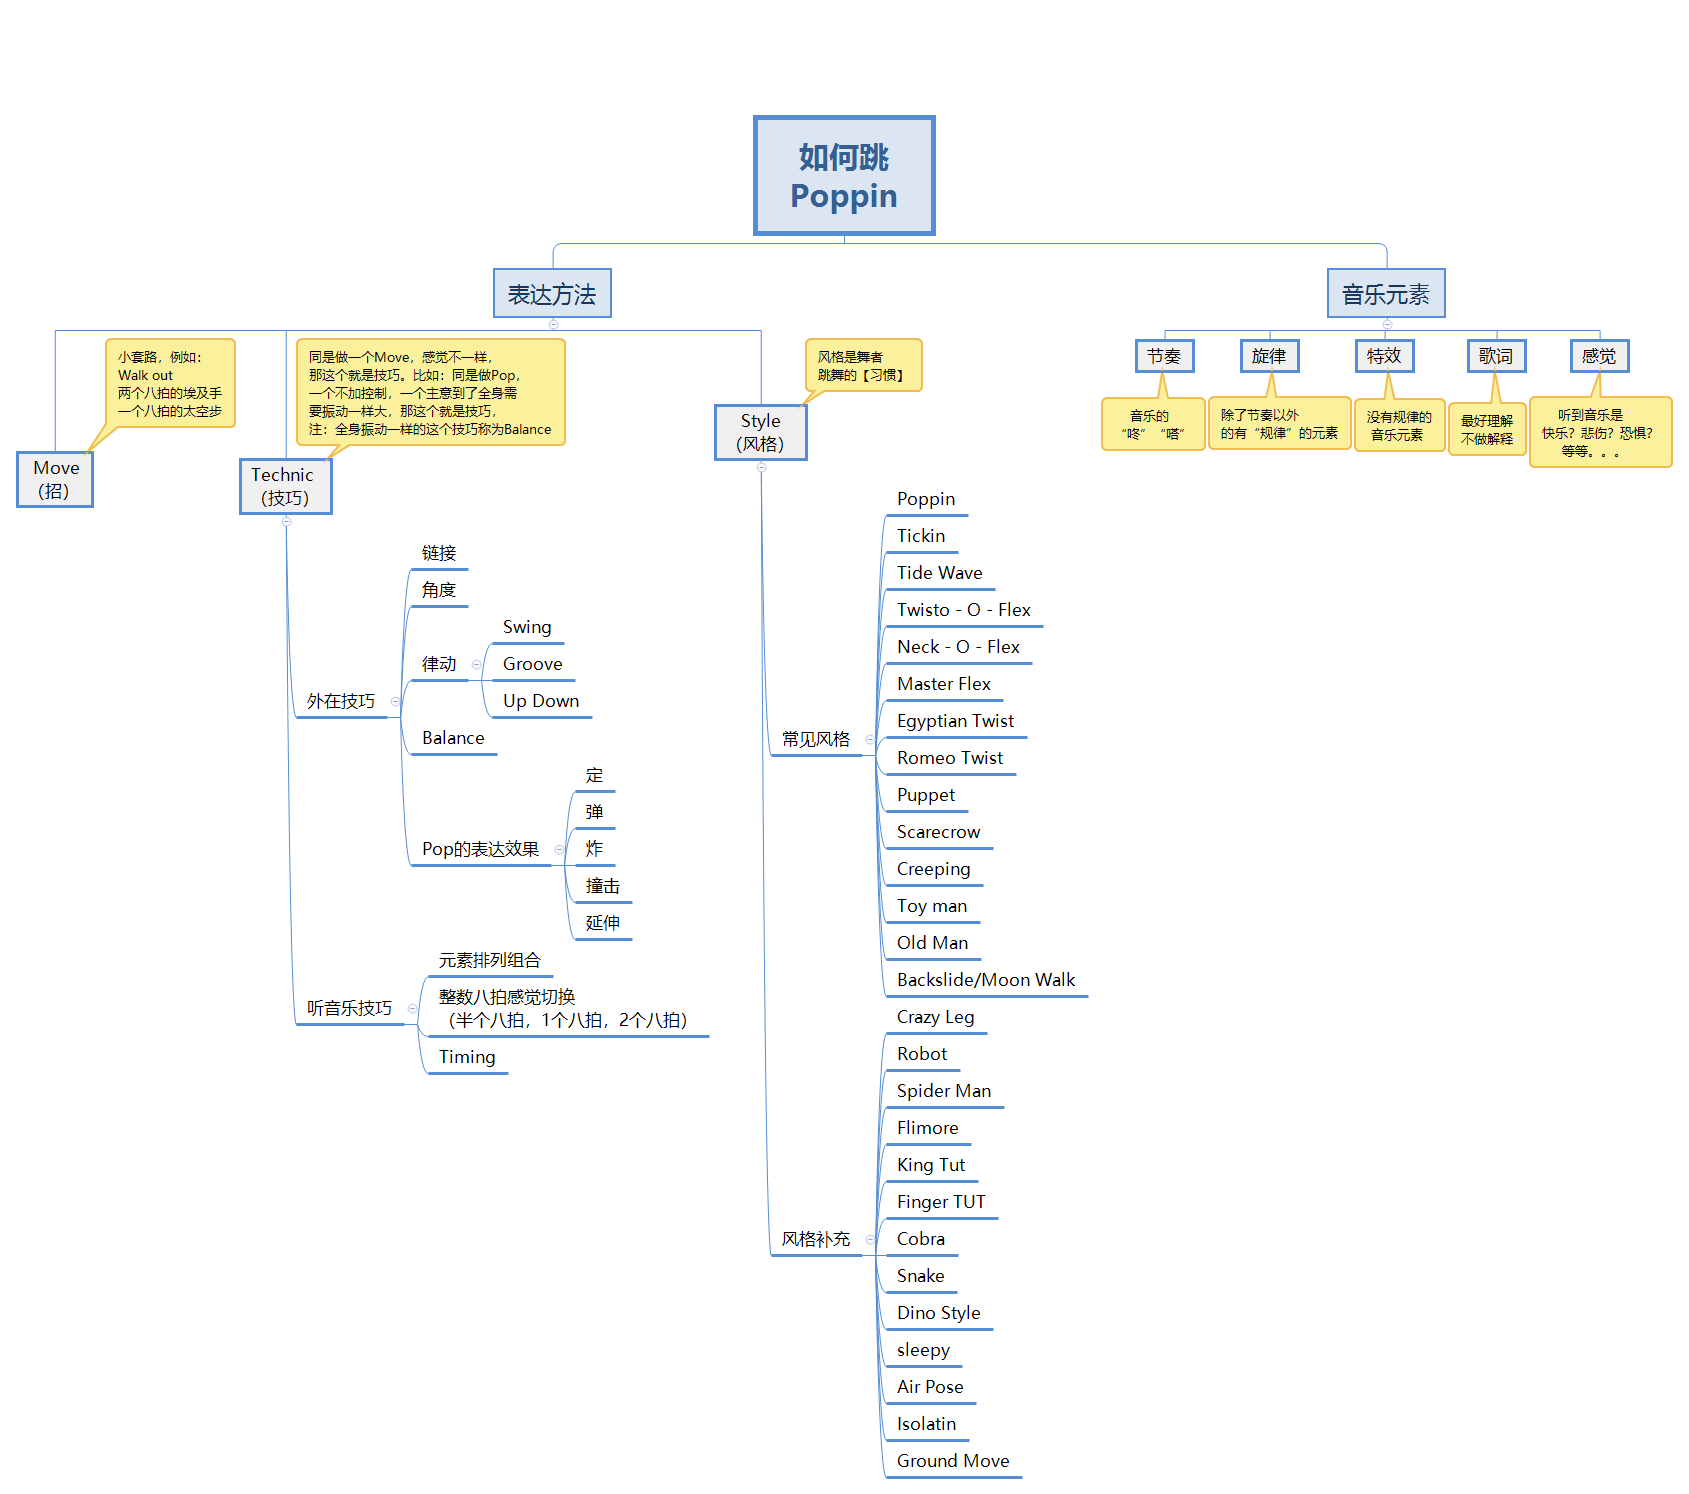 如何跳
Poppin
表达方法
音乐元素
小套路，例如：
Walk out
两个八拍的埃及手
一个八拍的太空步
Move
（招）
同是做一个Move，感觉不一样，
那这个就是技巧。比如：同是做Pop，
一个不加控制，一个主意到了全身需
要振动一样大，那这个就是技巧，
注：全身振动一样的这个技巧称为Balance
Technic
（技巧）
风格是舞者
跳舞的【习惯】
Style
（风格）
节奏
旋律
特效
歌词
感觉
音乐的
“咚”“嗒”
除了节奏以外
的有“规律”的元素
没有规律的
音乐元素
最好理解
不做解释
听到音乐是
快乐？悲伤？恐惧？
等等。。。
外在技巧
链接
角度
律动
Swing
Groove
Up Down
Balance
Pop的表达效果
定
弹
炸
撞击
延伸
听音乐技巧
元素排列组合
整数八拍感觉切换
（半个八拍，1个八拍，2个八拍）
Timing
常见风格
Poppin
Tickin
Tide Wave
Twisto - O - Flex
Neck - O - Flex
Master Flex
Egyptian Twist
Romeo Twist
Puppet
Scarecrow
Creeping
Toy man
Old Man
Backslide/Moon Walk
风格补充
Crazy Leg
Robot
Spider Man
Flimore
King Tut
Finger TUT
Cobra
Snake
Dino Style
sleepy
Air Pose
Isolatin
Ground Move